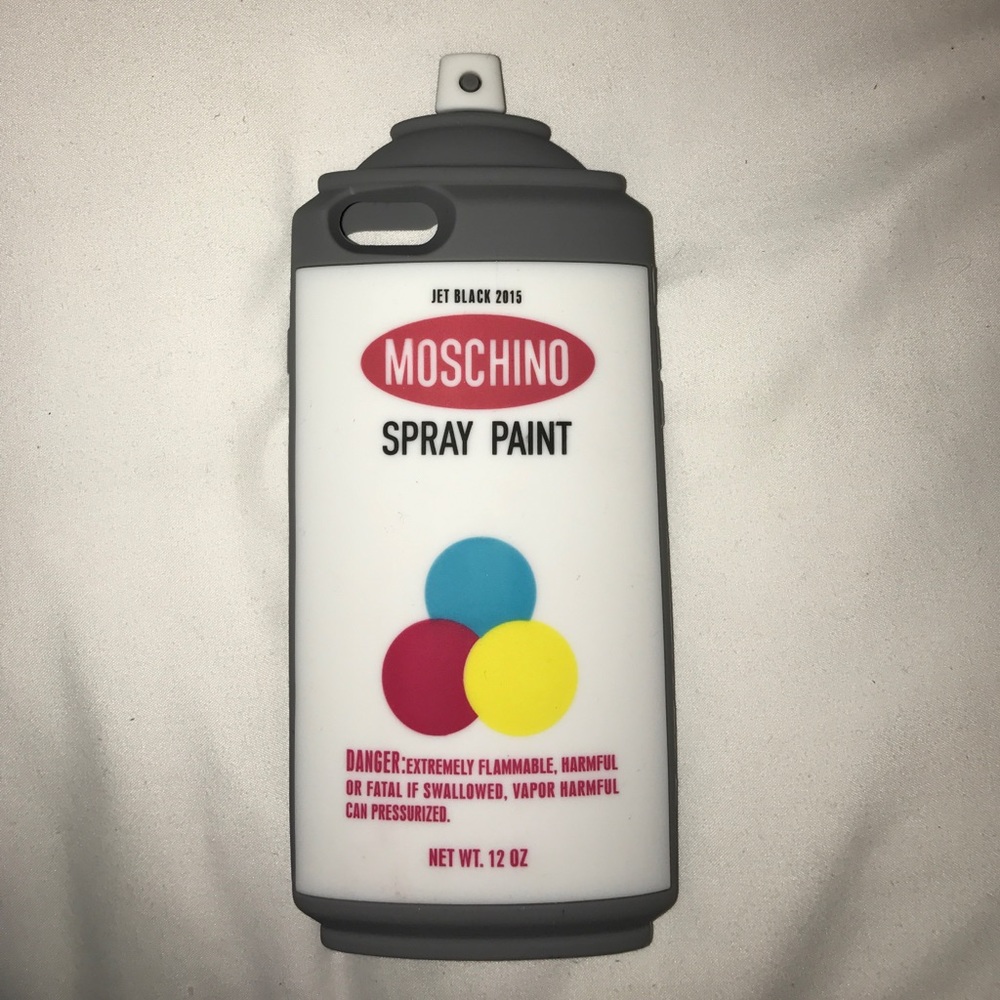 JET BLACK 2015
MOSCHINO
SPRAY PAINT
DANGER:EXTREMELY FLAMMABLE, HARMFUL
OR FATAL IF SWALLOWED, VAPOR HARMFUL
CAN PRESSURIZED.
NET WT. 12 OZ